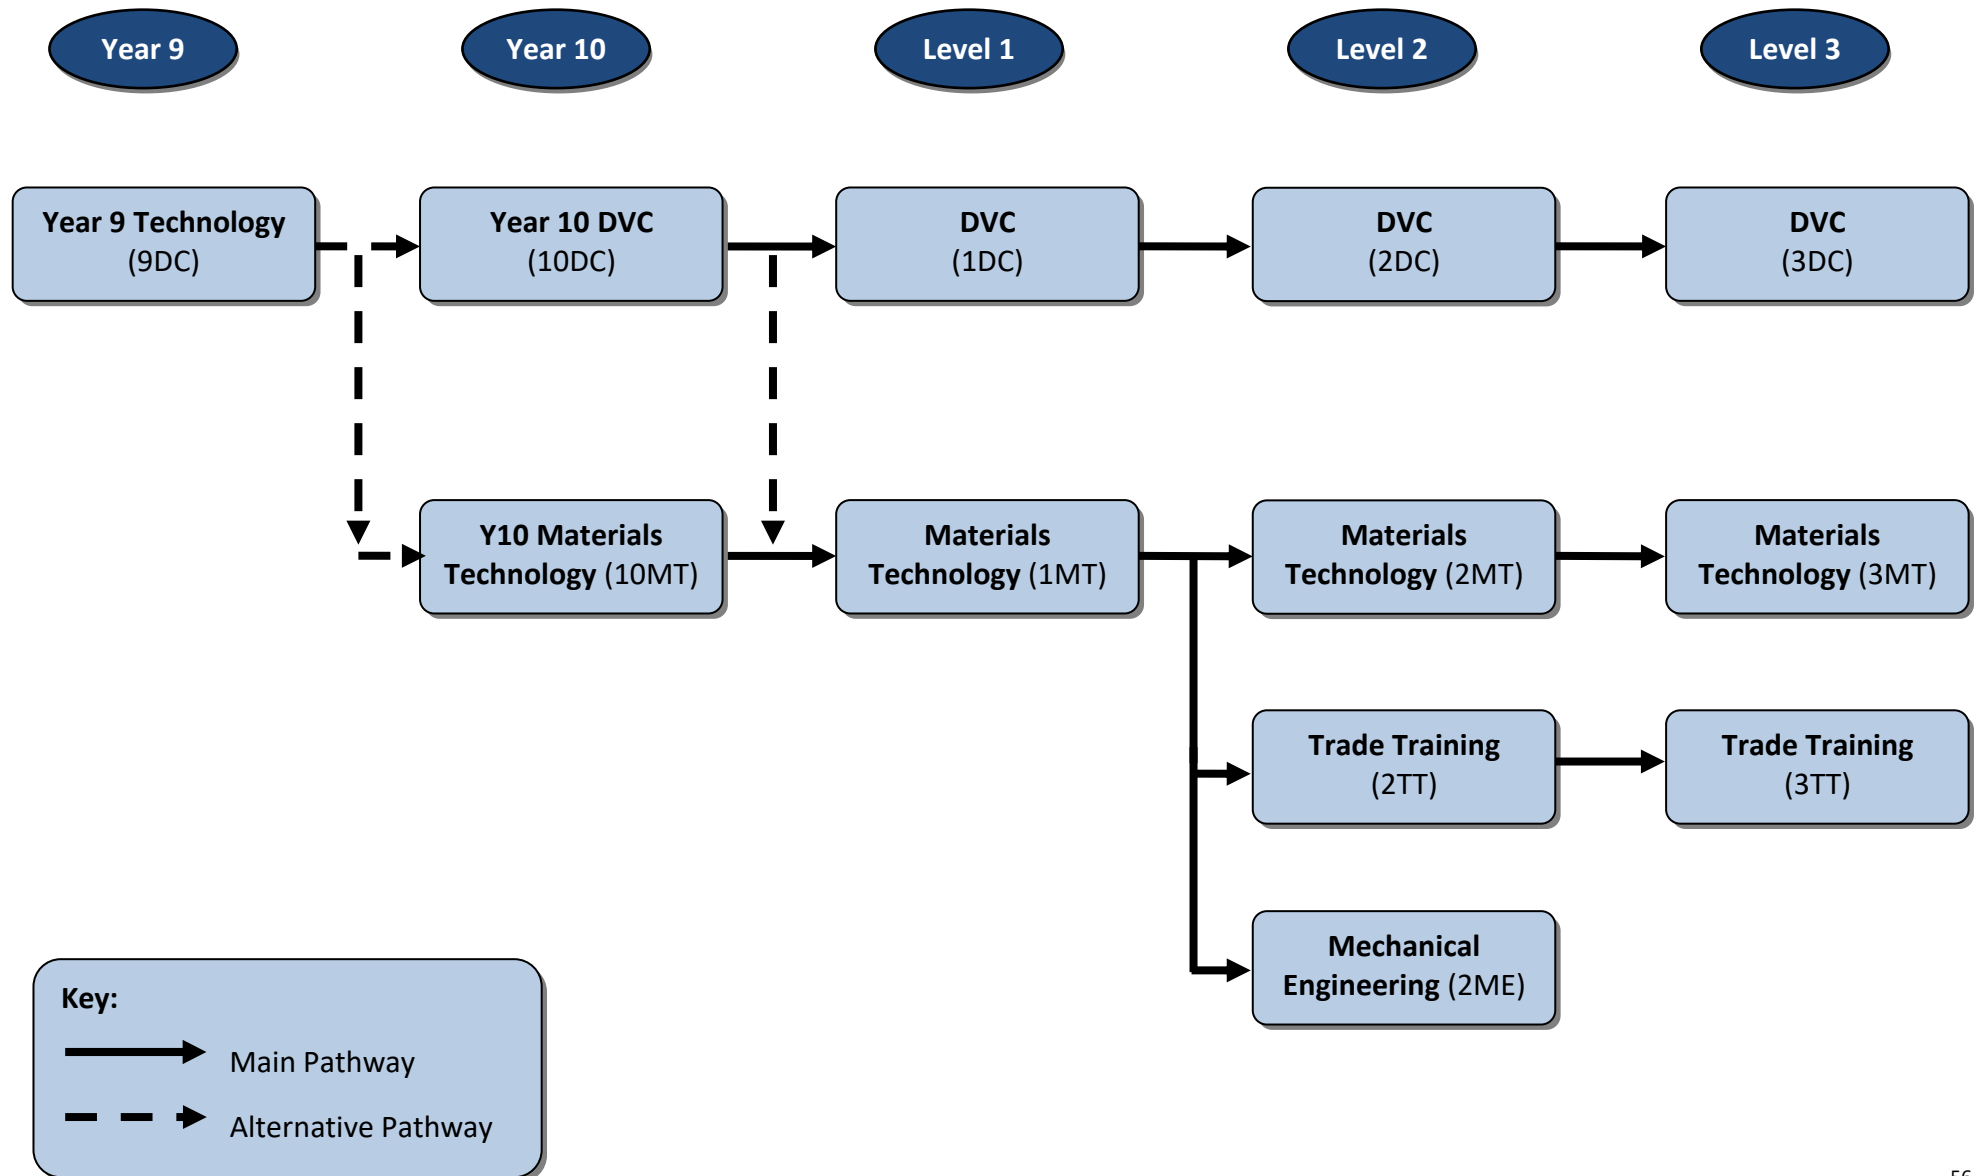 Year 9
Year 10
Level 1
Level 2
Level 3
Year 9 Technology
(9DC)
Year 10 DVC
(10DC)
DVC
(1DC)
DVC
(2DC)
DVC
(3DC)
Y10 Materials
Technology (10MT)
Materials
Technology (1MT)
Materials
Technology (2MT)
Materials
Technology (3MT)
Trade Training
(2TT)
Trade Training
(3TT)
Mechanical
Engineering (2ME)
Key:
Main Pathway
Alternative Pathway
56